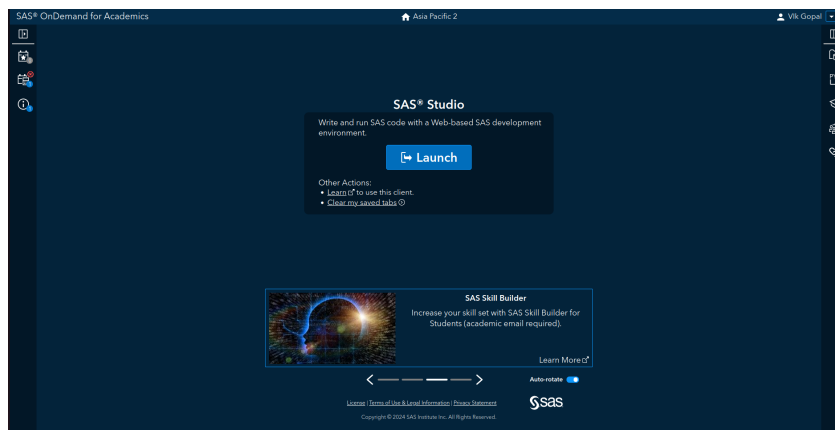 SAS® OnDemand for Academics
Asia Pacific 2
Vlk Gopal
SAS® Studio
Write and run SAS code with a Web-based SAS development
environment.
Launch
Other Actions:
Learn to use this client.
Clear my saved tabs
SAS Skill Builder
Increase your skill set with SAS Skill Builder for
Students (academic email required).
Learn More
Auto-rotate
License | Terms of Use & Legal Information | Privacy Statement
Copyright © 2024 SAS Institute Inc. All Rights Reserved.
sas